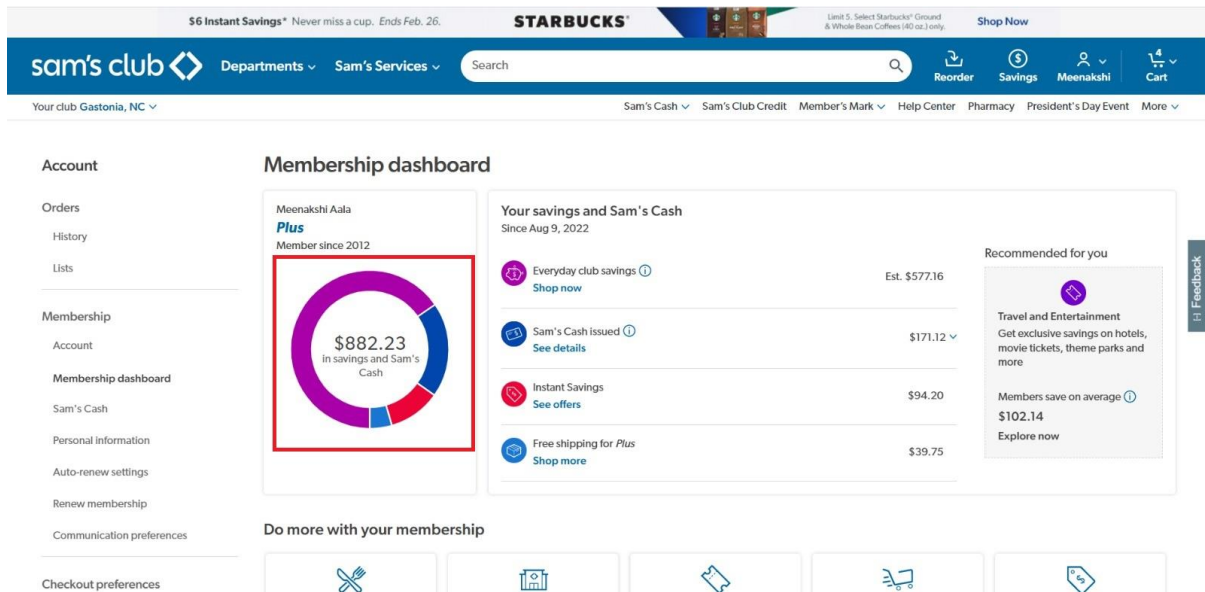 $6 Instant Savings* Never miss a cup. Ends Feb. 26.
STARBUCKS®
Limit 5. Select Starbucks® Ground
& Whole Bean Coffees (40 oz.) only.
Shop Now
sam's club
Departments
Sam's Services
Search
Reorder
$
Savings
Meenakshi
4
Cart
Your club Gastonia, NC
Sam's Cash
Sam's Club Credit
Member's Mark
Help Center
Pharmacy
President's Day Event
More
Account
Orders
History
Lists
Membership
Account
Membership dashboard
Sam's Cash
Personal information
Auto-renew settings
Renew membership
Communication preferences
Checkout preferences
Membership dashboard
Meenakshi Aala
Plus
Member since 2012
$882.23
in savings and Sam's
Cash
Your savings and Sam's Cash
Since Aug 9, 2022
Everyday club savings
Est. $577.16
Shop now
Sam's Cash issued
$171.12
See details
Instant Savings
$94.20
See offers
Free shipping for Plus
$39.75
Shop more
Recommended for you
Travel and Entertainment
Get exclusive savings on hotels,
movie tickets, theme parks and
more
Members save on average
$102.14
Explore now
Feedback
Do more with your membership